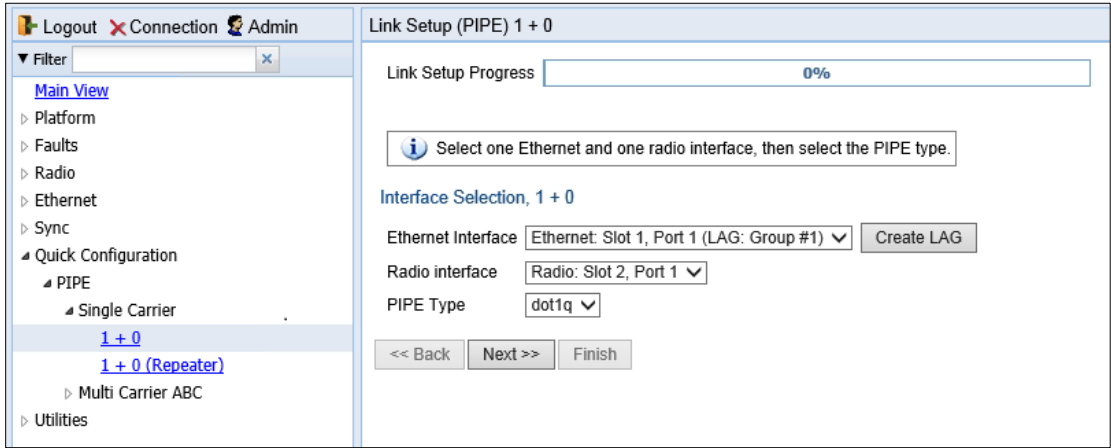 Logout Connection Admin
Filter
Main View
Platform
Faults
Radio
Ethernet
Sync
Quick Configuration
PIPE
Single Carrier
1 + 0
1 + 0 (Repeater)
Multi Carrier ABC
Utilities
Link Setup (PIPE) 1 + 0
Link Setup Progress 0%
Select one Ethernet and one radio interface, then select the PIPE type.
Interface Selection, 1 + 0
Ethernet Interface Ethernet: Slot 1, Port 1 (LAG: Group #1) Create LAG
Radio interface Radio: Slot 2, Port 1
PIPE Type dot1q
<< Back Next >> Finish